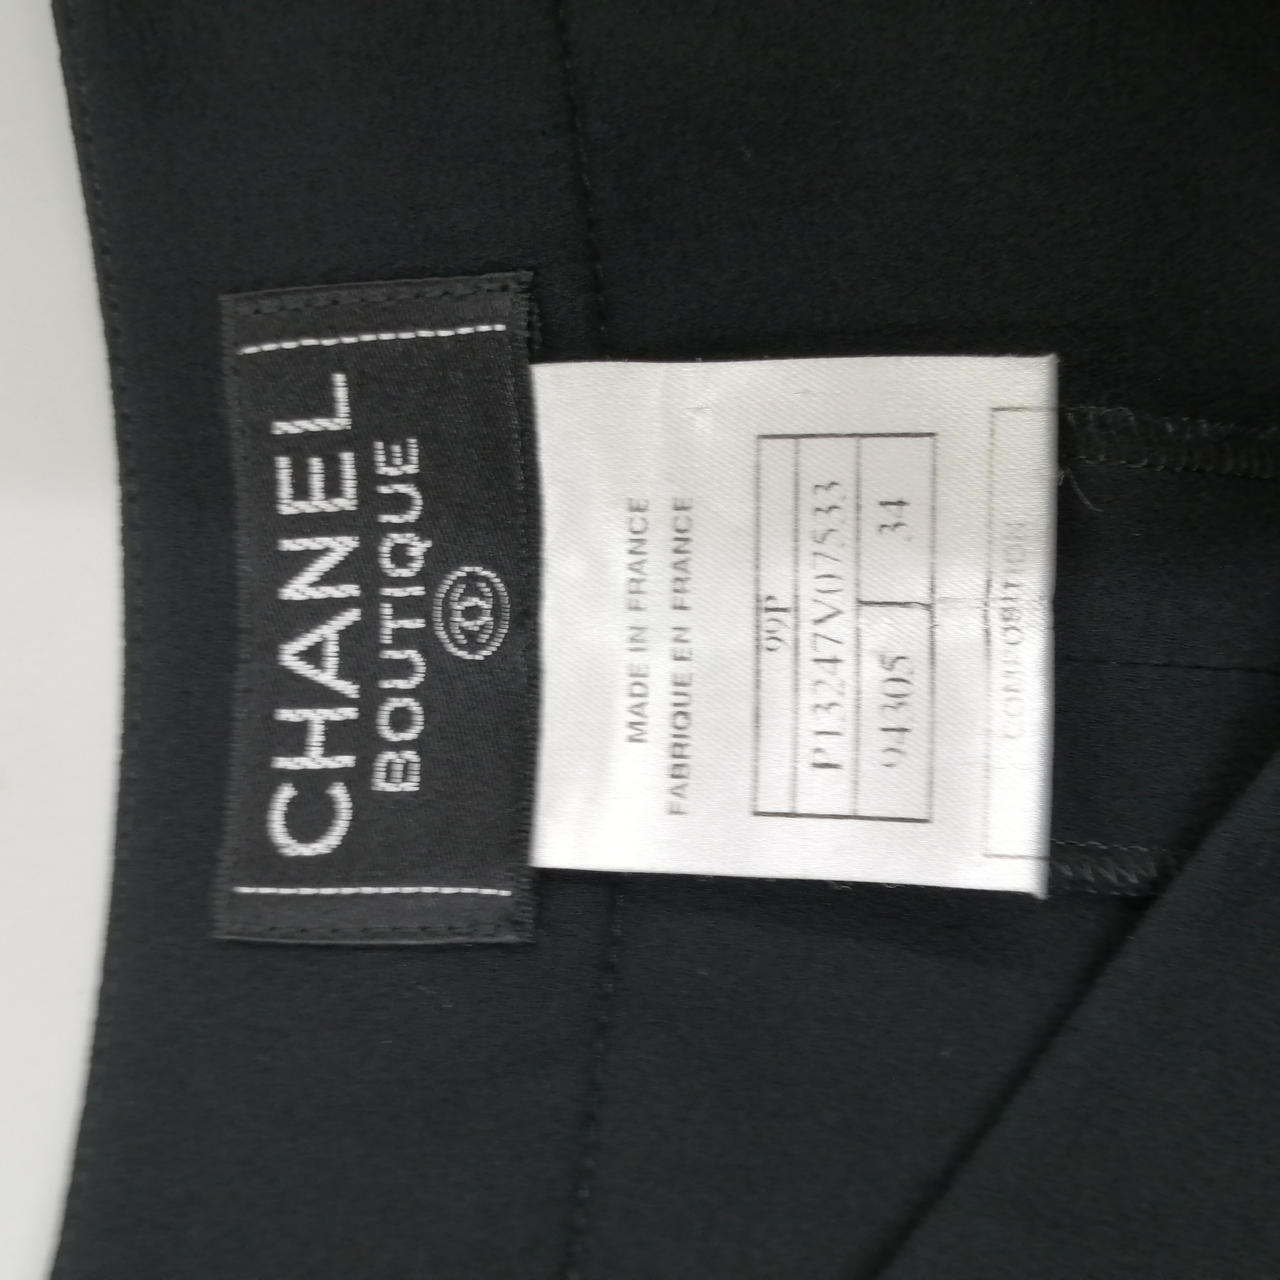 CHANEL
BOUTIQUE
MADE IN FRANCE
FABRIQUE EN FRANCE
99P
P13247V07533
94305 34
COMPOSITION